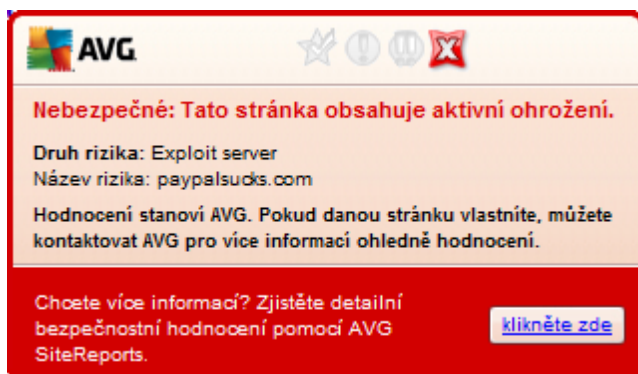 AVG
Nebezpečné: Tato stránka obsahuje aktivní ohrožení.
Druh rizika: Exploit server
Název rizika: paypalsucks.com
Hodnocení stanoví AVG. Pokud danou stránku vlastníte, můžete
kontaktovat AVG pro více informací ohledně hodnocení.
Chcete více informací? Zjistěte detailní
bezpečnostní hodnocení pomocí AVG
SiteReports.
klikněte zde